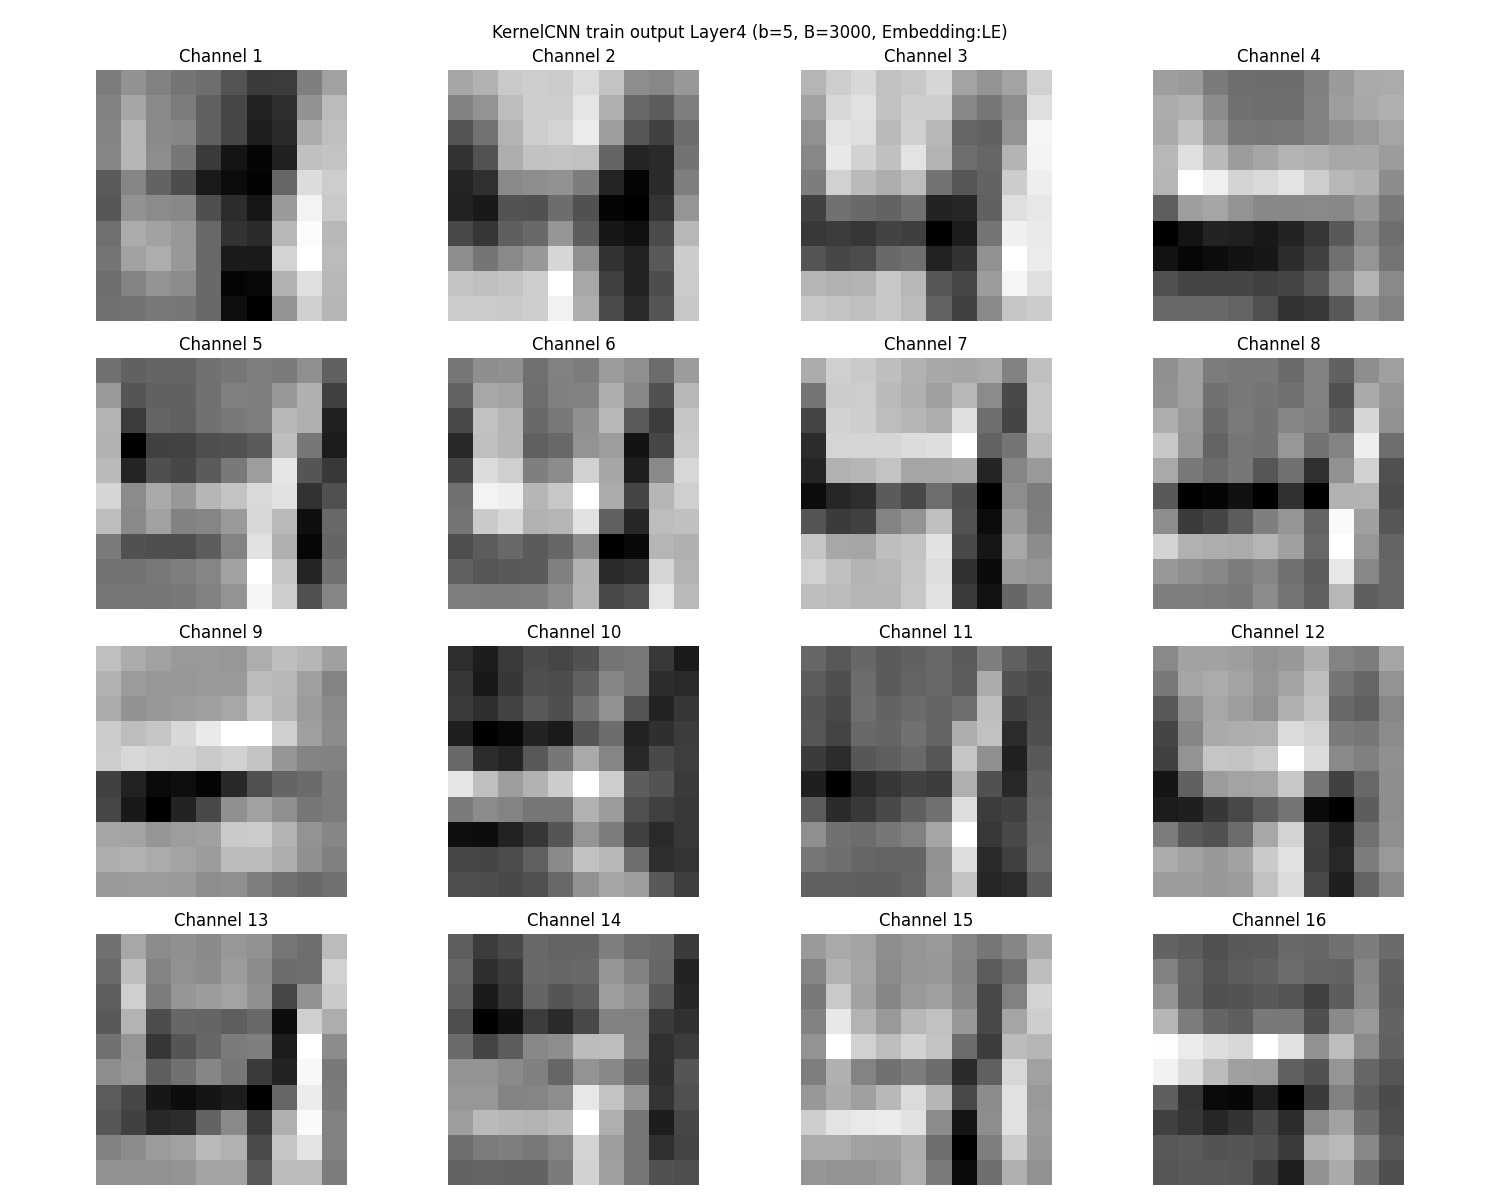 KernelCNN train output Layer4 (b=5, B=3000, Embedding:LE)
Channel 1
Channel 2
Channel 3
Channel 4
Channel 5
Channel 6
Channel 7
Channel 8
Channel 9
Channel 10
Channel 11
Channel 12
Channel 13
Channel 14
Channel 15
Channel 16